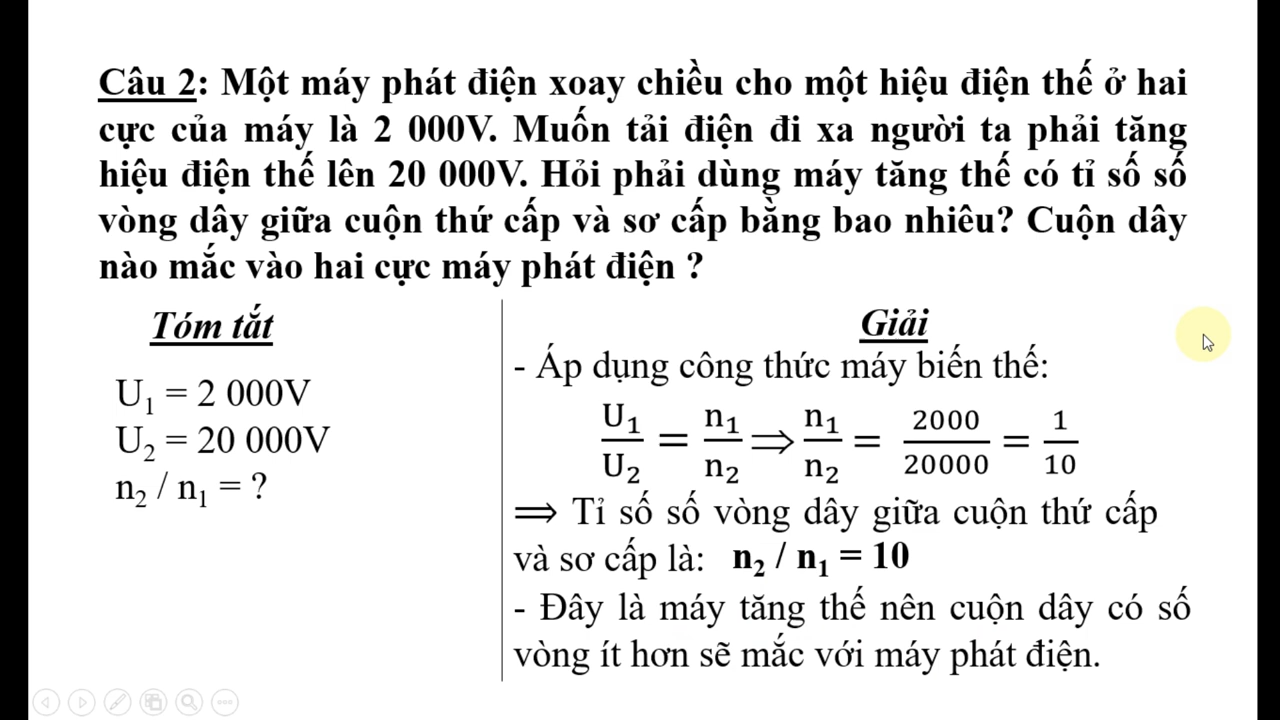 Câu 2: Một máy phát điện xoay chiều cho một hiệu điện thế ở hai
cực của máy là 2 000V. Muốn tải điện đi xa người ta phải tăng
hiệu điện thế lên 20 000V. Hỏi phải dùng máy tăng thế có tỉ số số
vòng dây giữa cuộn thứ cấp và sơ cấp bằng bao nhiêu? Cuộn dây
nào mắc vào hai cực máy phát điện ?
Tóm tắt
U₁ = 2 000V
U₂ = 20 000V
n₂ / n₁ = ?
Giải
- Áp dụng công thức máy biến thế:
U₁/U₂ = n₁/n₂ ⟹ n₁/n₂ = 2000/20000 = 1/10
⟹ Tỉ số số vòng dây giữa cuộn thứ cấp
và sơ cấp là: n₂ / n₁ = 10
- Đây là máy tăng thế nên cuộn dây có số
vòng ít hơn sẽ mắc với máy phát điện.